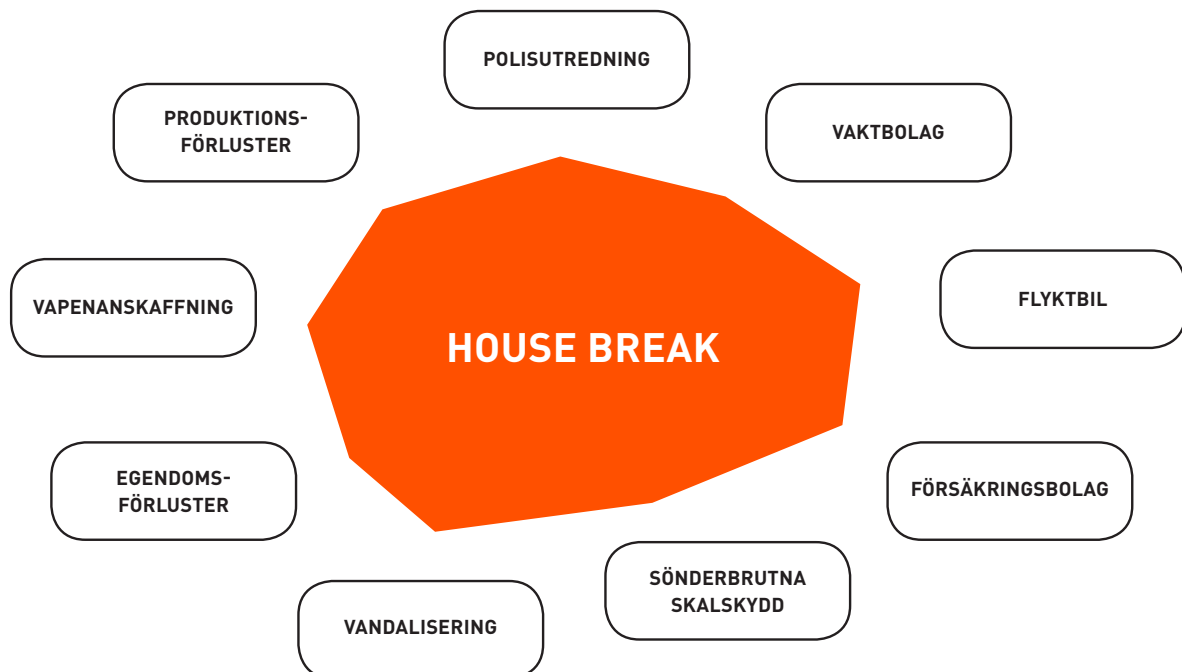 POLISUTREDNING
PRODUKTIONS-
FÖRLUSTER
VAKTBOLAG
VAPENANSKAFFNING
FLYKTBIL
HOUSE BREAK
EGENDOMS-
FÖRLUSTER
FÖRSÄKRINGSBOLAG
SÖNDERBRUTNA
SKALSKYDD
VANDALISERING